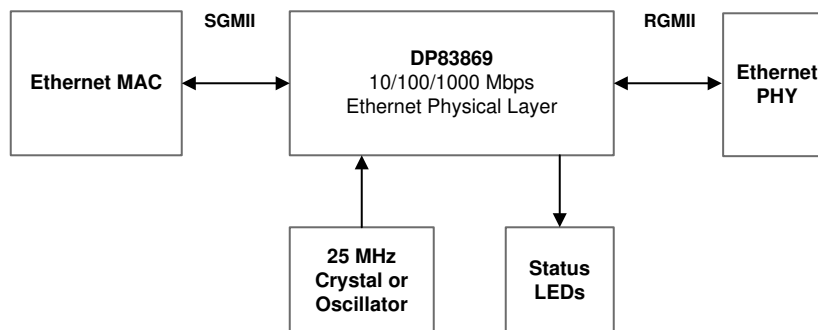 SGMII
RGMII
Ethernet MAC
DP83869
10/100/1000 Mbps
Ethernet Physical Layer
Ethernet
PHY
25 MHz
Crystal or
Oscillator
Status
LEDs